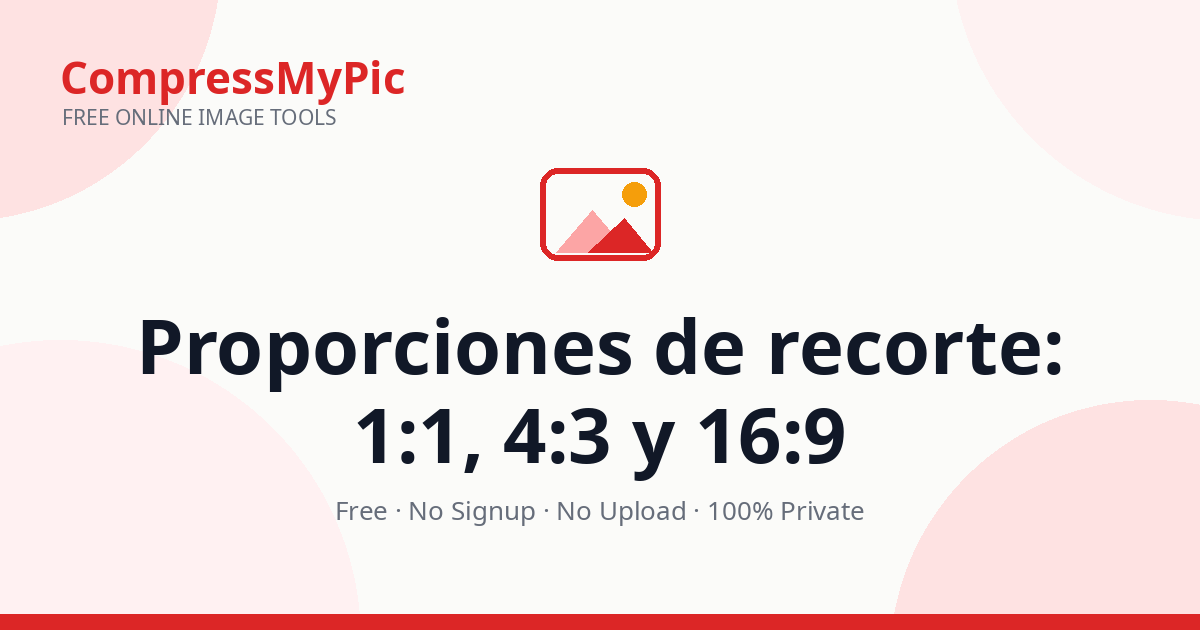 CompressMyPic
FREE ONLINE IMAGE TOOLS
Proporciones de recorte:
1:1, 4:3 y 16:9
Free · No Signup · No Upload · 100% Private